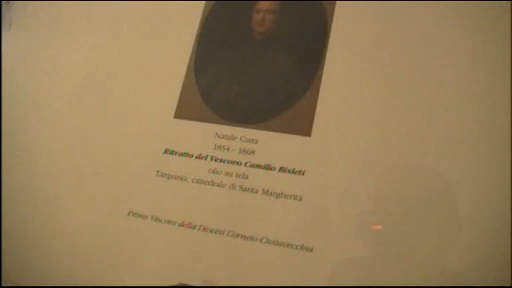 Natale Carta
1854 - 1868
Ritratto del Vescovo Camillo Bisleti
olio su tela
Tarquinia, cattedrale di Santa Margherita
Primo Vescovo della Diocesi Corneto-Civitavecchia